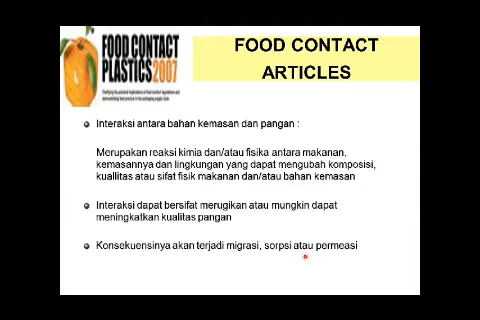 FOOD CONTACT
PLASTICS2007
FOOD CONTACT
ARTICLES
Interaksi antara bahan kemasan dan pangan :
Merupakan reaksi kimia dan/atau fisika antara makanan,
kemasannya dan lingkungan yang dapat mengubah komposisi,
kuallitas atau sifat fisik makanan dan/atau bahan kemasan
Interaksi dapat bersifat merugikan atau mungkin dapat
meningkatkan kualitas pangan
Konsekuensinya akan terjadi migrasi, sorpsi atau permeasi